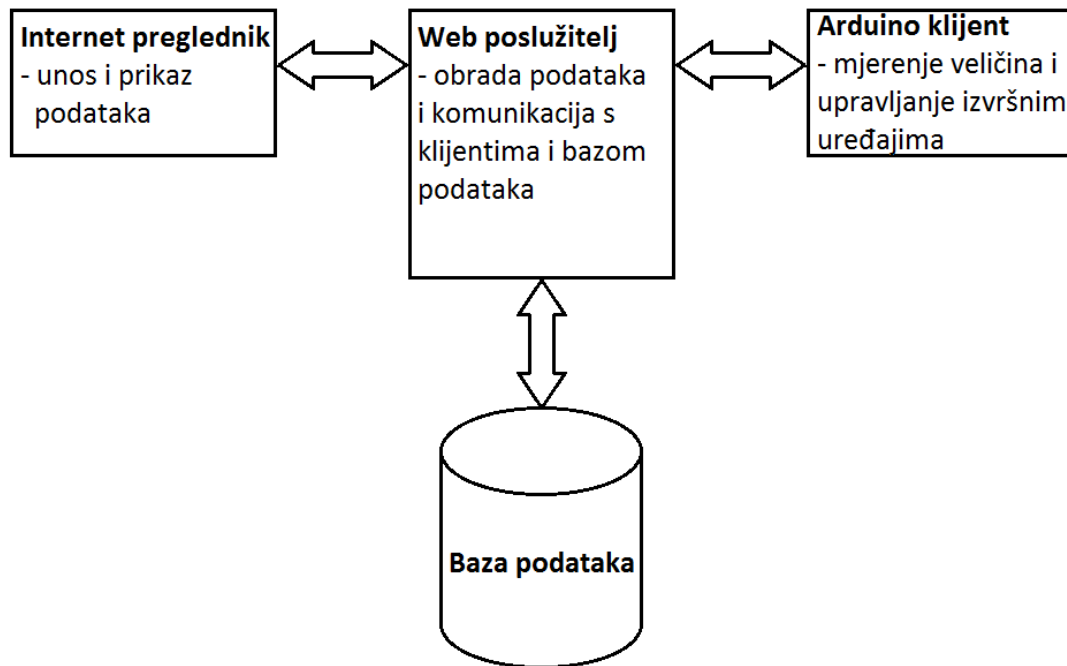 Internet preglednik
- unos i prikaz
podataka
Web poslužitelj
- obrada podataka
i komunikacija s
klijentima i bazom
podataka
Arduino klijent
- mjerenje veličina i
upravljanje izvršnim
uređajima
Baza podataka